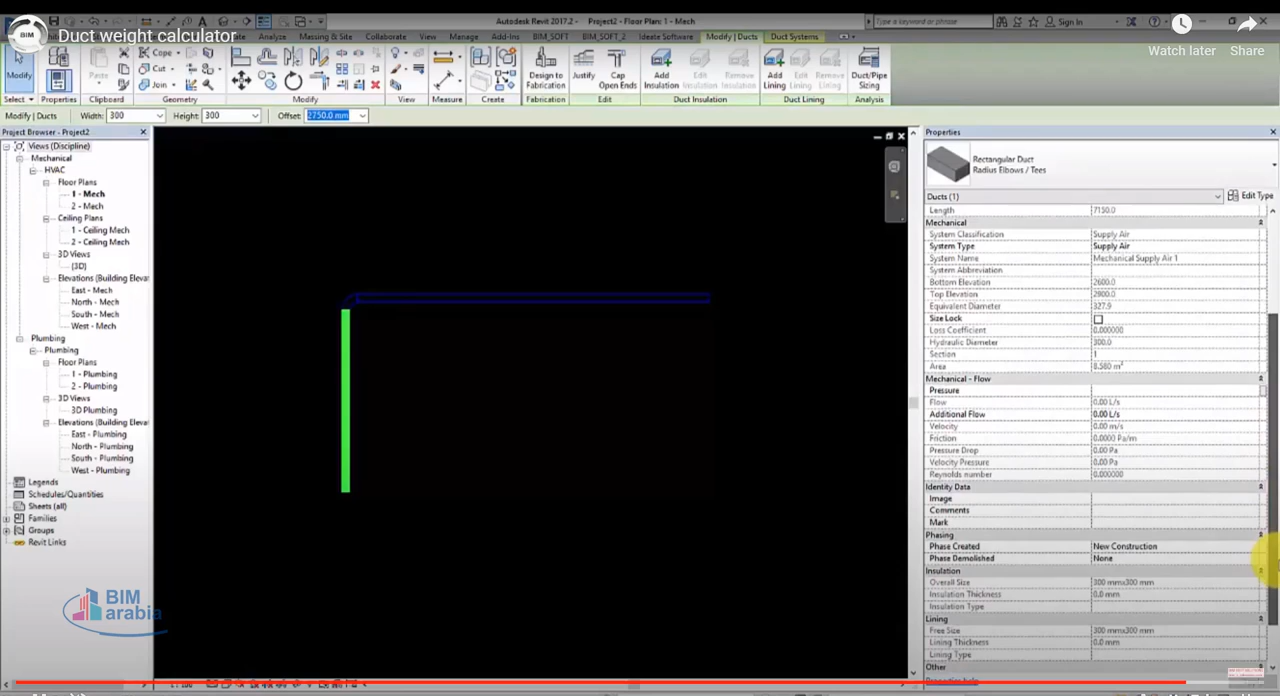 BIM
Duct weight calculator
Autodesk Revit 2017.2 - Project2 - Floor Plan: 1 - Mech
Type a keyword or phrase
Sign In
Watch later
Share
Analyze
Massing & Site
Collaborate
View
Manage
Add-Ins
BIM_SOFT
BIM_SOFT_2
Ideate Software
Modify | Ducts
Duct Systems
Modify
Paste
Cope
Cut
Join
Design to Fabrication
Justify
Cap Open Ends
Add Insulation
Edit Insulation
Remove Insulation
Add Lining
Edit Lining
Remove Lining
Duct/Pipe Sizing
Select
Properties
Clipboard
Geometry
Modify
View
Measure
Create
Fabrication
Edit
Duct Insulation
Duct Lining
Analysis
Modify | Ducts
Width: 300
Height: 300
Offset: 2750.0 mm
Project Browser - Project2
Views (Discipline)
Mechanical
HVAC
Floor Plans
1 - Mech
2 - Mech
Ceiling Plans
1 - Ceiling Mech
2 - Ceiling Mech
3D Views
{3D}
Elevations (Building Eleva
East - Mech
North - Mech
South - Mech
West - Mech
Plumbing
Plumbing
Floor Plans
1 - Plumbing
2 - Plumbing
3D Views
3D Plumbing
Elevations (Building Eleva
East - Plumbing
North - Plumbing
South - Plumbing
West - Plumbing
Legends
Schedules/Quantities
Sheets (all)
Families
Groups
Revit Links
BIM
arabia
Properties
Rectangular Duct
Radius Elbows / Tees
Ducts (1)
Edit Type
Length 7150.0
Mechanical
System Classification Supply Air
System Type Supply Air
System Name Mechanical Supply Air 1
System Abbreviation
Bottom Elevation 2600.0
Top Elevation 2900.0
Equivalent Diameter 327.9
Size Lock
Loss Coefficient 0.000000
Hydraulic Diameter 300.0
Section 1
Area 8.580 m²
Mechanical - Flow
Pressure
Flow 0.00 L/s
Additional Flow 0.00 L/s
Velocity 0.00 m/s
Friction 0.0000 Pa/m
Pressure Drop 0.00 Pa
Velocity Pressure 0.00 Pa
Reynolds number 0.000000
Identity Data
Image
Comments
Mark
Phasing
Phase Created New Construction
Phase Demolished None
Insulation
Overall Size 300 mmx300 mm
Insulation Thickness 0.0 mm
Insulation Type
Lining
Free Size 300 mmx300 mm
Lining Thickness 0.0 mm
Lining Type
Other
Properties help